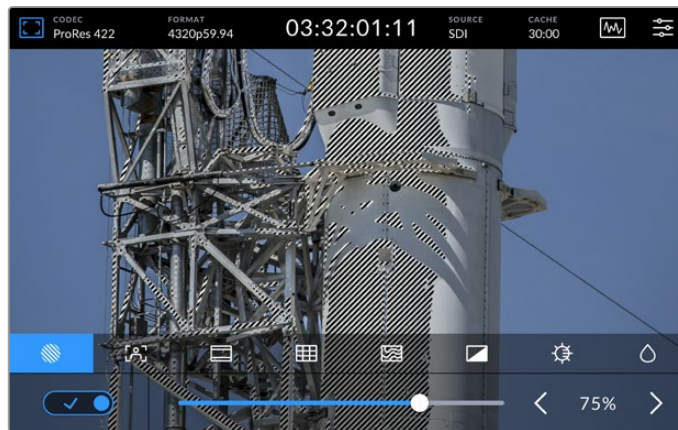 CODEC
ProRes 422
FORMAT
4320p59.94
03:32:01:11
SOURCE
SDI
CACHE
30:00
75%